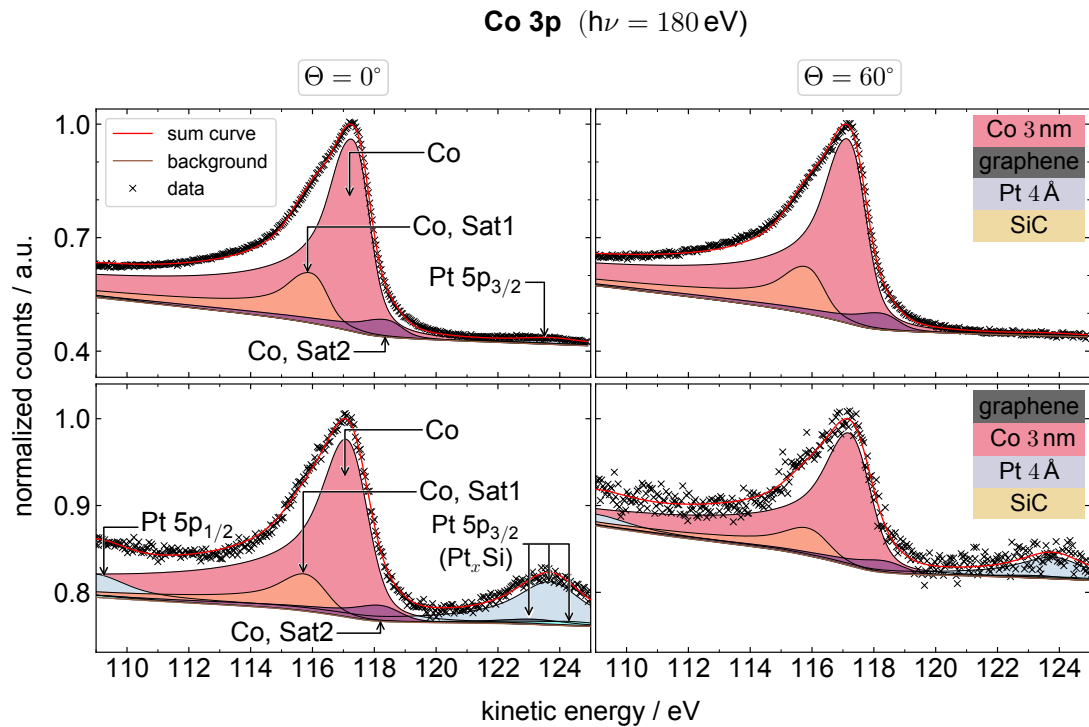 Co 3p (hν = 180 eV)
Θ = 0°
Θ = 60°
normalized counts / a.u.
1.0
0.7
0.4
sum curve
background
data
Co
Co, Sat1
Pt 5p3/2
Co, Sat2
Co 3 nm
graphene
Pt 4 Å
SiC
1.0
0.9
0.8
Pt 5p1/2
Co
Co, Sat1
Pt 5p3/2
(PtxSi)
Co, Sat2
graphene
Co 3 nm
Pt 4 Å
SiC
110 112 114 116 118 120 122 124
110 112 114 116 118 120 122 124
kinetic energy / eV